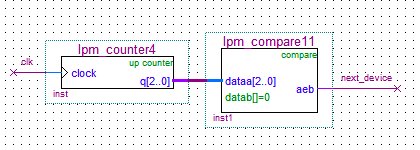 lpm_counter4
lpm_compare11
clk
up counter
compare
clock
q[2..0]
dataa[2..0]
datab[]=0
aeb
next_device
inst
inst1